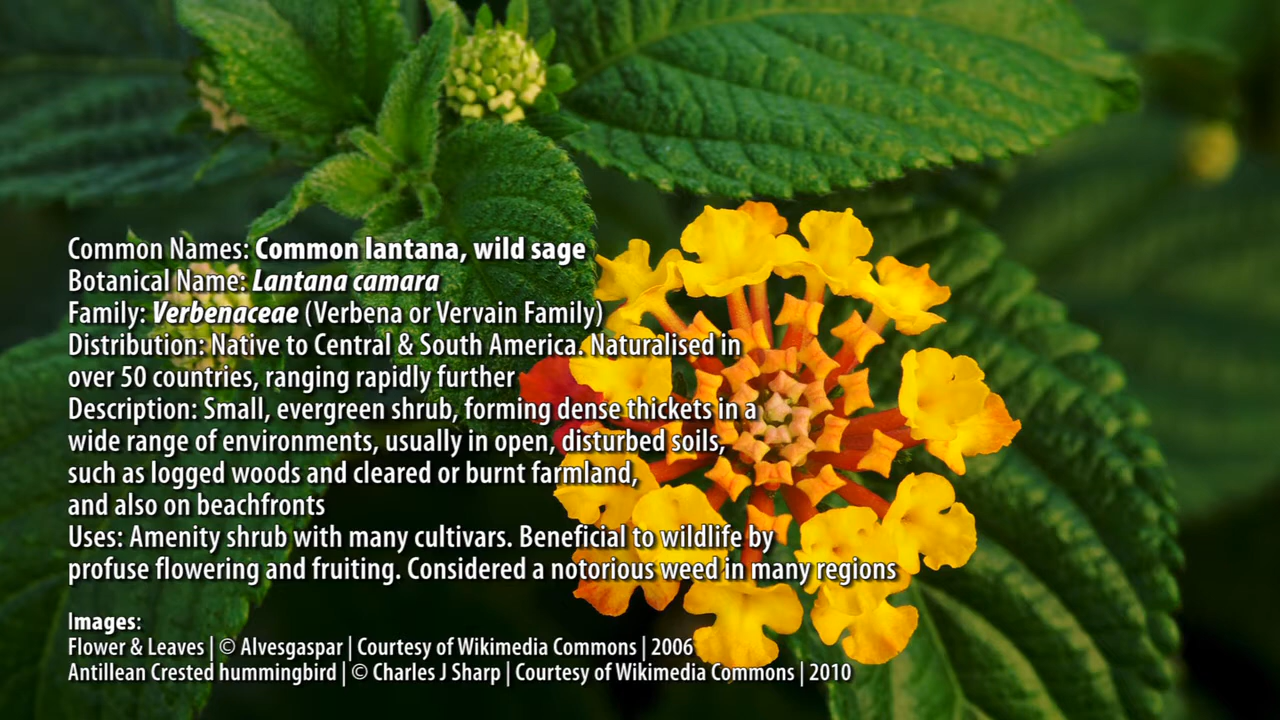 Common Names: Common lantana, wild sage
Botanical Name: Lantana camara
Family: Verbenaceae (Verbena or Vervain Family)
Distribution: Native to Central & South America. Naturalised in
over 50 countries, ranging rapidly further
Description: Small, evergreen shrub, forming dense thickets in a
wide range of environments, usually in open, disturbed soils,
such as logged woods and cleared or burnt farmland,
and also on beachfronts
Uses: Amenity shrub with many cultivars. Beneficial to wildlife by
profuse flowering and fruiting. Considered a notorious weed in many regions
Images:
Flower & Leaves | © Alvesgaspar | Courtesy of Wikimedia Commons | 2006
Antillean Crested hummingbird | © Charles J Sharp | Courtesy of Wikimedia Commons | 2010